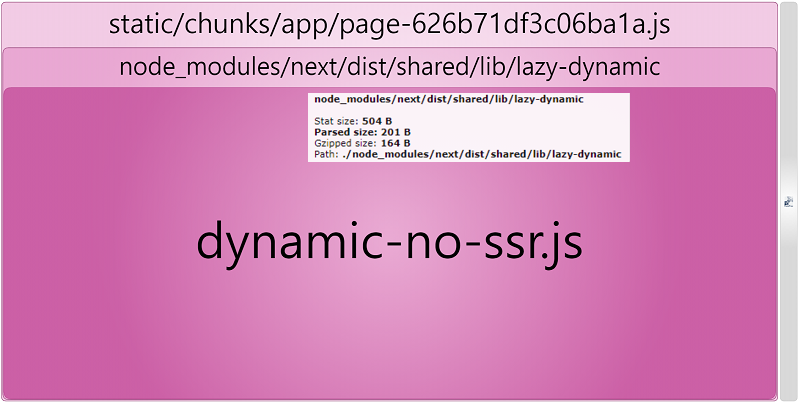 static/chunks/app/page-626b71df3c06ba1a.js
node_modules/next/dist/shared/lib/lazy-dynamic
node_modules/next/dist/shared/lib/lazy-dynamic
Stat size: 504 B
Parsed size: 201 B
Gzipped size: 164 B
Path: ./node_modules/next/dist/shared/lib/lazy-dynamic
dynamic-no-ssr.js